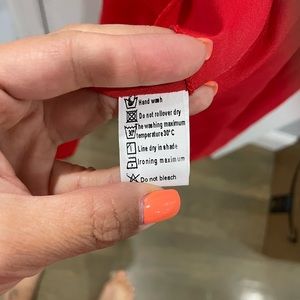 Hand wash
Do not rollover dry
The washing maximum
temperature 30°C
Line dry in shade
Ironing maximum
Do not bleach